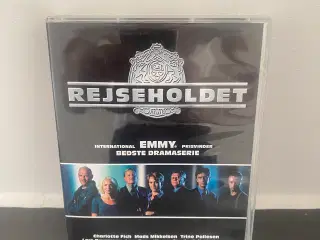 REJSEHOLDET
INTERNATIONAL EMMY® PRISVINDER
BEDSTE DRAMASERIE
Charlotte Fich Mads Mikkelsen Trine Pallesen